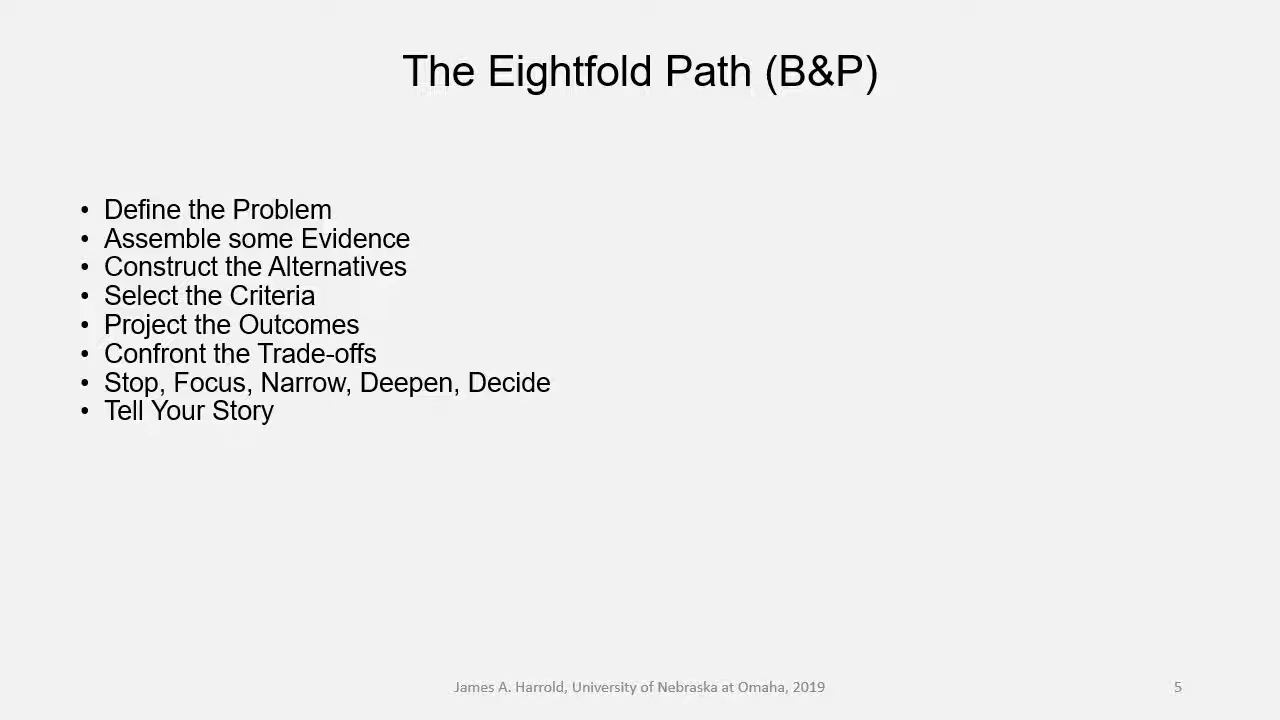 The Eightfold Path (B&P)
• Define the Problem
• Assemble some Evidence
• Construct the Alternatives
• Select the Criteria
• Project the Outcomes
• Confront the Trade-offs
• Stop, Focus, Narrow, Deepen, Decide
• Tell Your Story
James A. Harrold, University of Nebraska at Omaha, 2019
5